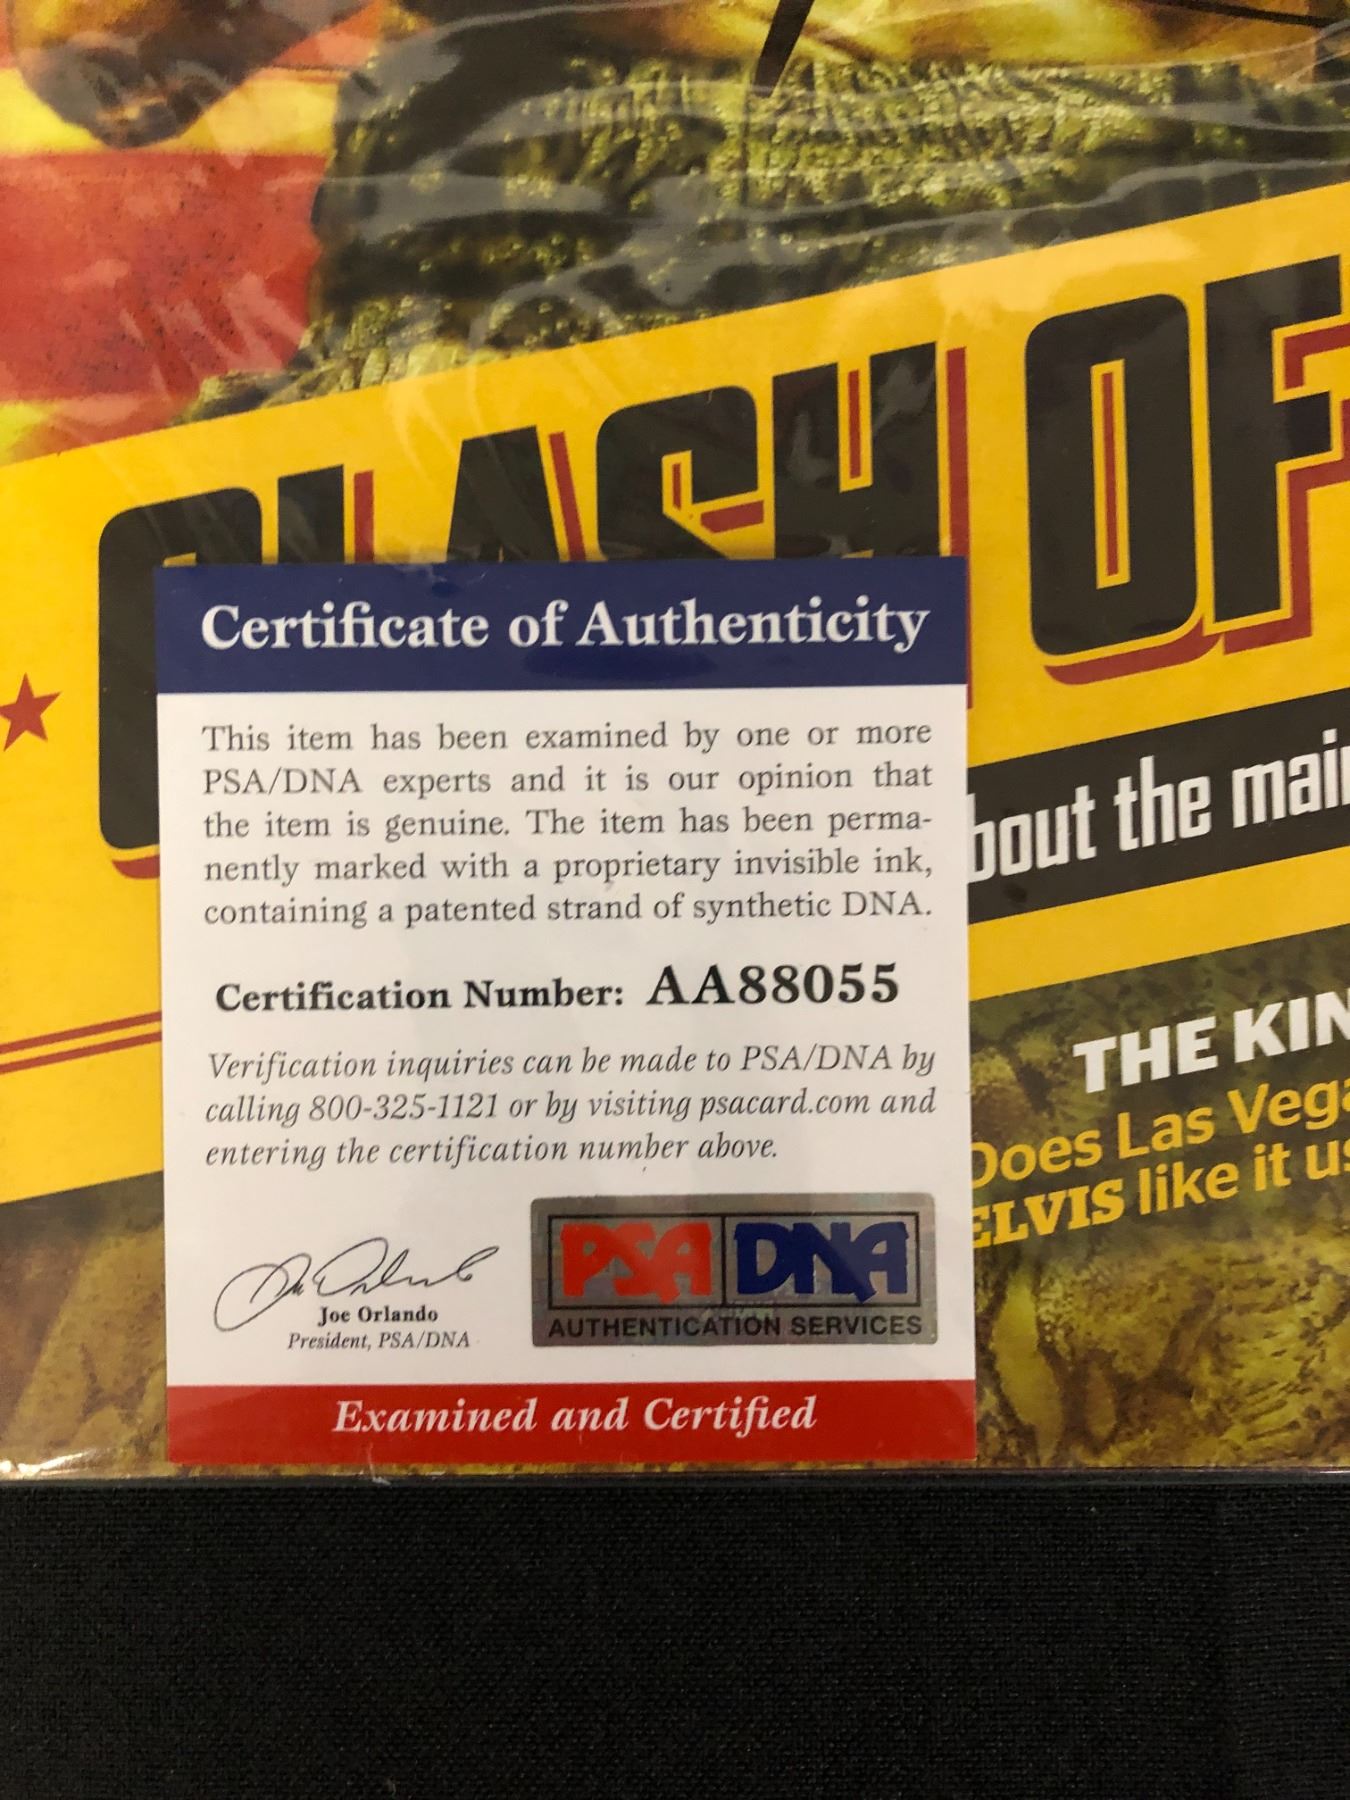 CLASH OF
bout the main
THE KIN
Does Las Vega
ELVIS like it us
Certificate of Authenticity
This item has been examined by one or more
PSA/DNA experts and it is our opinion that
the item is genuine. The item has been perma-
nently marked with a proprietary invisible ink,
containing a patented strand of synthetic DNA.
Certification Number: AA88055
Verification inquiries can be made to PSA/DNA by
calling 800-325-1121 or by visiting psacard.com and
entering the certification number above.
Joe Orlando
President, PSA/DNA
PSA DNA
AUTHENTICATION SERVICES
Examined and Certified